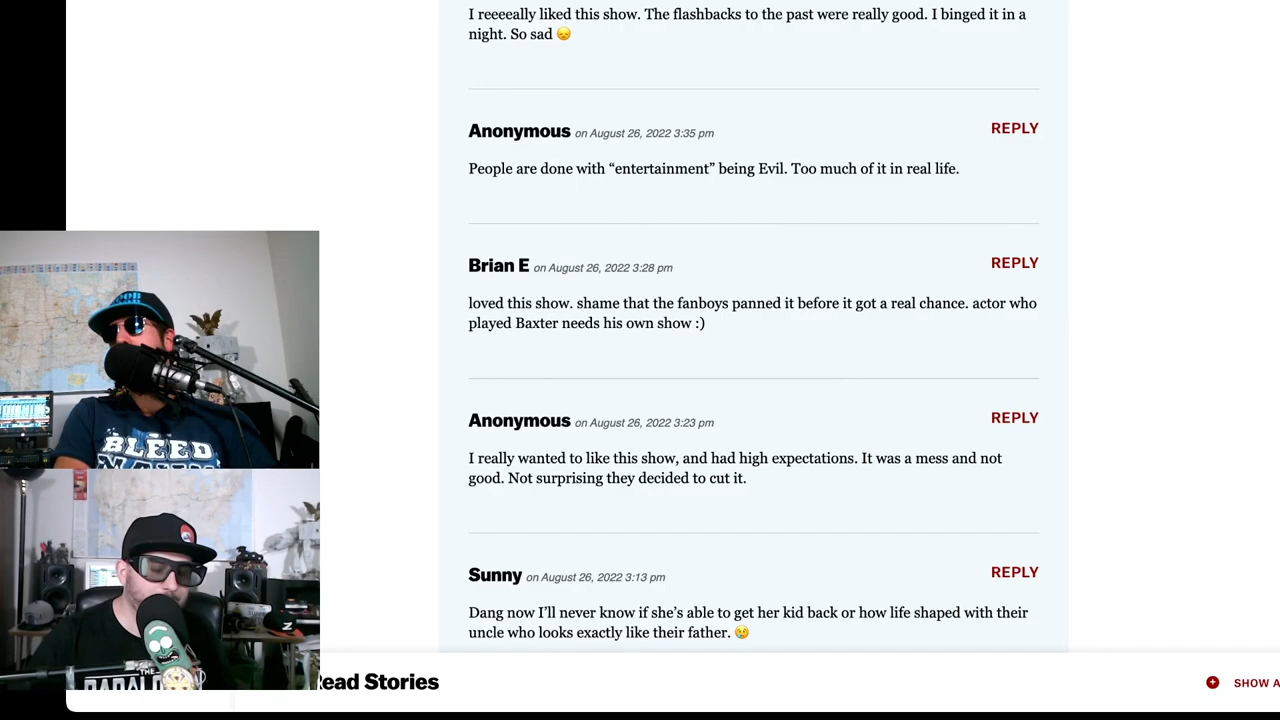 I reeeeally liked this show. The flashbacks to the past were really good. I binged it in a
night. So sad 😞
Anonymous on August 26, 2022 3:35 pm
REPLY
People are done with “entertainment” being Evil. Too much of it in real life.
Brian E on August 26, 2022 3:28 pm
REPLY
loved this show. shame that the fanboys panned it before it got a real chance. actor who
played Baxter needs his own show :)
Anonymous on August 26, 2022 3:23 pm
REPLY
I really wanted to like this show, and had high expectations. It was a mess and not
good. Not surprising they decided to cut it.
Sunny on August 26, 2022 3:13 pm
REPLY
Dang now I’ll never know if she’s able to get her kid back or how life shaped with their
uncle who looks exactly like their father. 😢
ead Stories
SHOW A
BLEED
THE